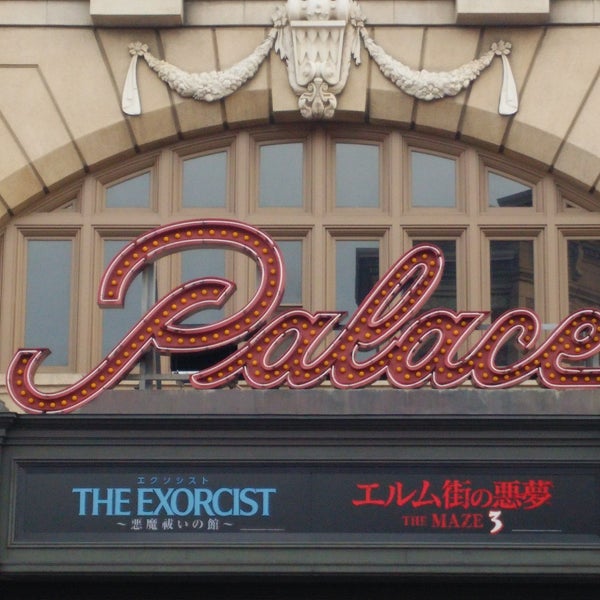 Palace
エクソシスト
THE EXORCIST
～悪魔祓いの館～
エルム街の悪夢
THE MAZE 3